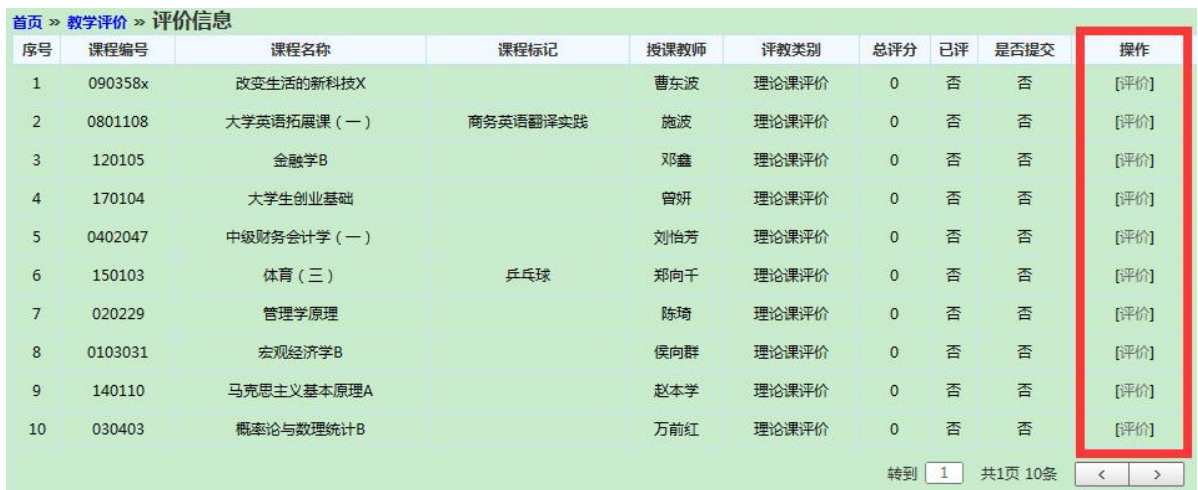 首页 » 教学评价 » 评价信息
序号 课程编号 课程名称 课程标记 授课教师 评教类别 总评分 已评 是否提交 操作
1 090358x 改变生活的新科技X 曹东波 理论课评价 0 否 否 [评价]
2 0801108 大学英语拓展课(一) 商务英语翻译实践 施波 理论课评价 0 否 否 [评价]
3 120105 金融学B 邓鑫 理论课评价 0 否 否 [评价]
4 170104 大学生创业基础 曾妍 理论课评价 0 否 否 [评价]
5 0402047 中级财务会计学(一) 刘怡芳 理论课评价 0 否 否 [评价]
6 150103 体育(三) 乒乓球 郑向千 理论课评价 0 否 否 [评价]
7 020229 管理学原理 陈琦 理论课评价 0 否 否 [评价]
8 0103031 宏观经济学B 侯向群 理论课评价 0 否 否 [评价]
9 140110 马克思主义基本原理A 赵本学 理论课评价 0 否 否 [评价]
10 030403 概率论与数理统计B 万前红 理论课评价 0 否 否 [评价]
转到 1 共1页 10条 < >